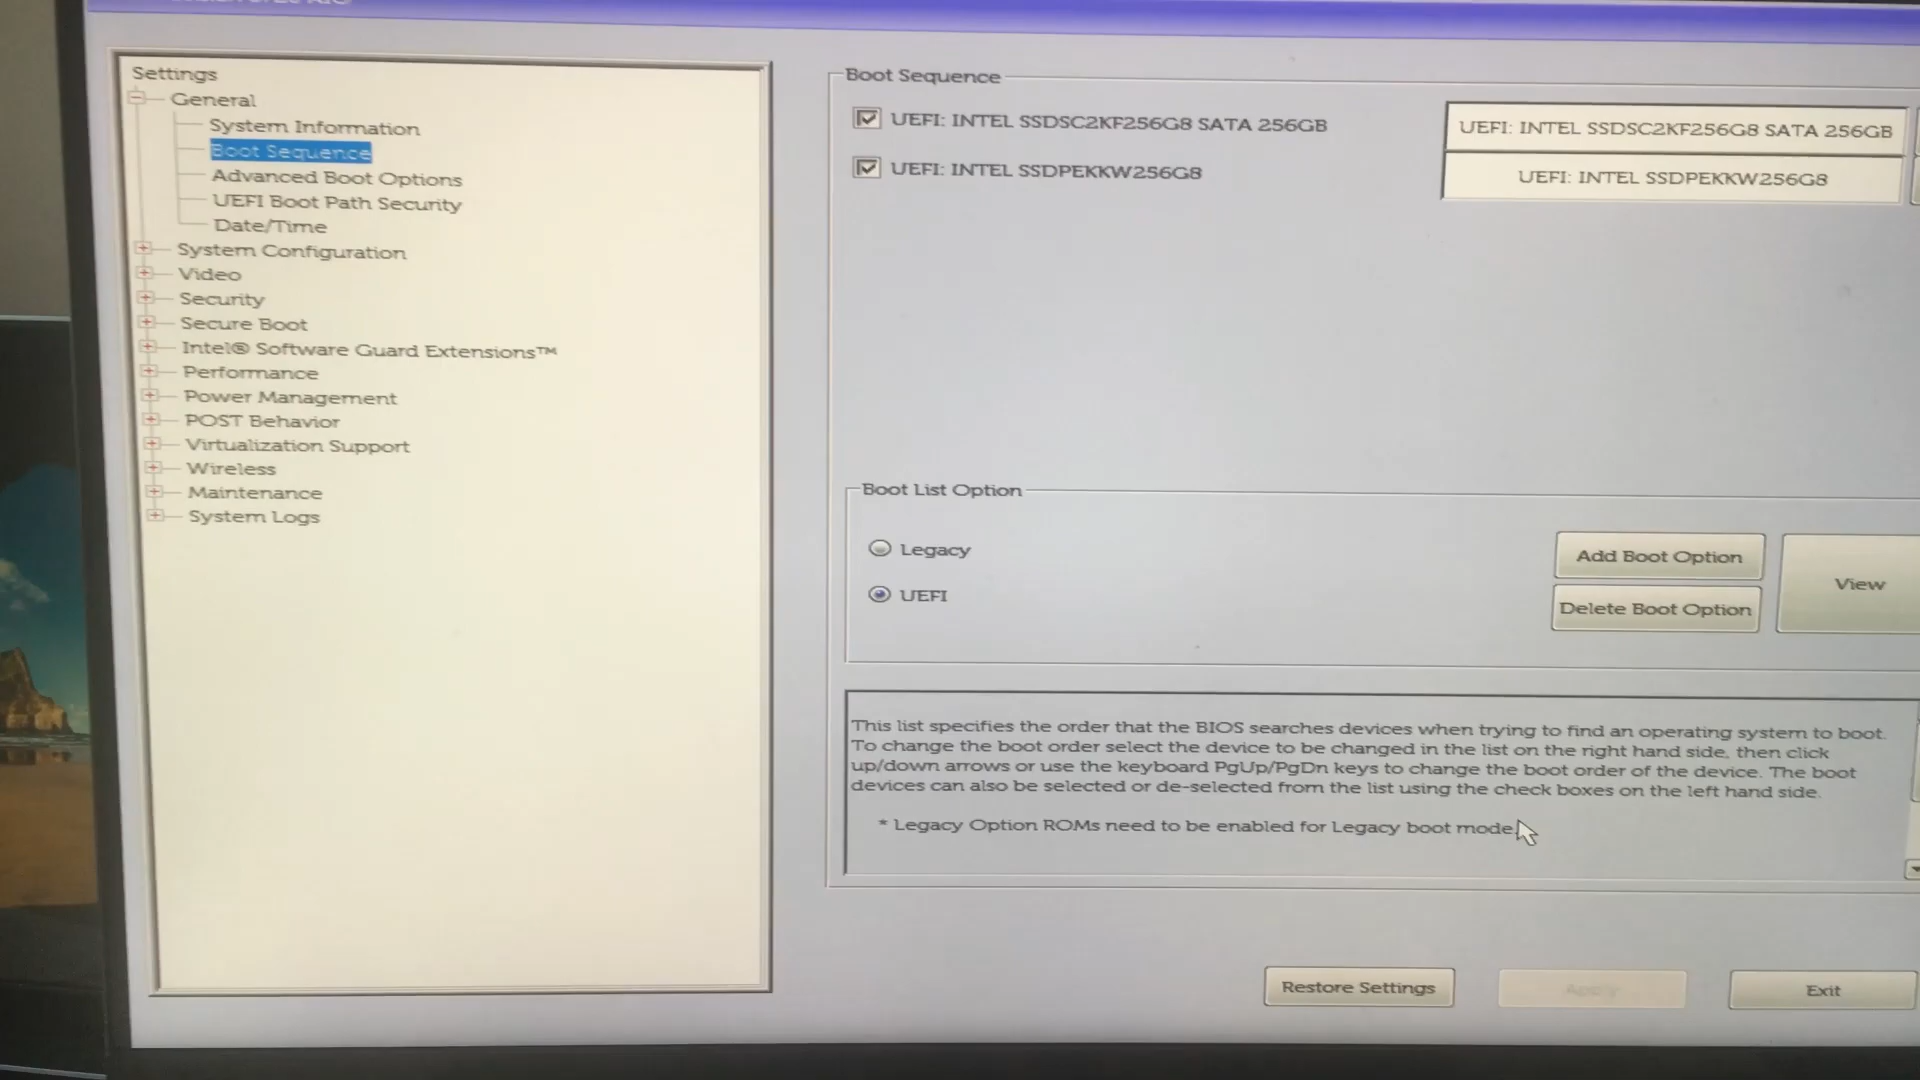 Settings
General
System Information
Boot Sequence
Advanced Boot Options
UEFI Boot Path Security
Date/Time
System Configuration
Video
Security
Secure Boot
Intel® Software Guard Extensions™
Performance
Power Management
POST Behavior
Virtualization Support
Wireless
Maintenance
System Logs
Boot Sequence
UEFI: INTEL SSDSC2KF256G8 SATA 256GB
UEFI: INTEL SSDPEKKW256G8
UEFI: INTEL SSDSC2KF256G8 SATA 256GB
UEFI: INTEL SSDPEKKW256G8
Boot List Option
Legacy
UEFI
Add Boot Option
Delete Boot Option
View
This list specifies the order that the BIOS searches devices when trying to find an operating system to boot.
To change the boot order select the device to be changed in the list on the right hand side, then click
up/down arrows or use the keyboard PgUp/PgDn keys to change the boot order of the device. The boot
devices can also be selected or de-selected from the list using the check boxes on the left hand side.
* Legacy Option ROMs need to be enabled for Legacy boot mode.
Restore Settings
Apply
Exit